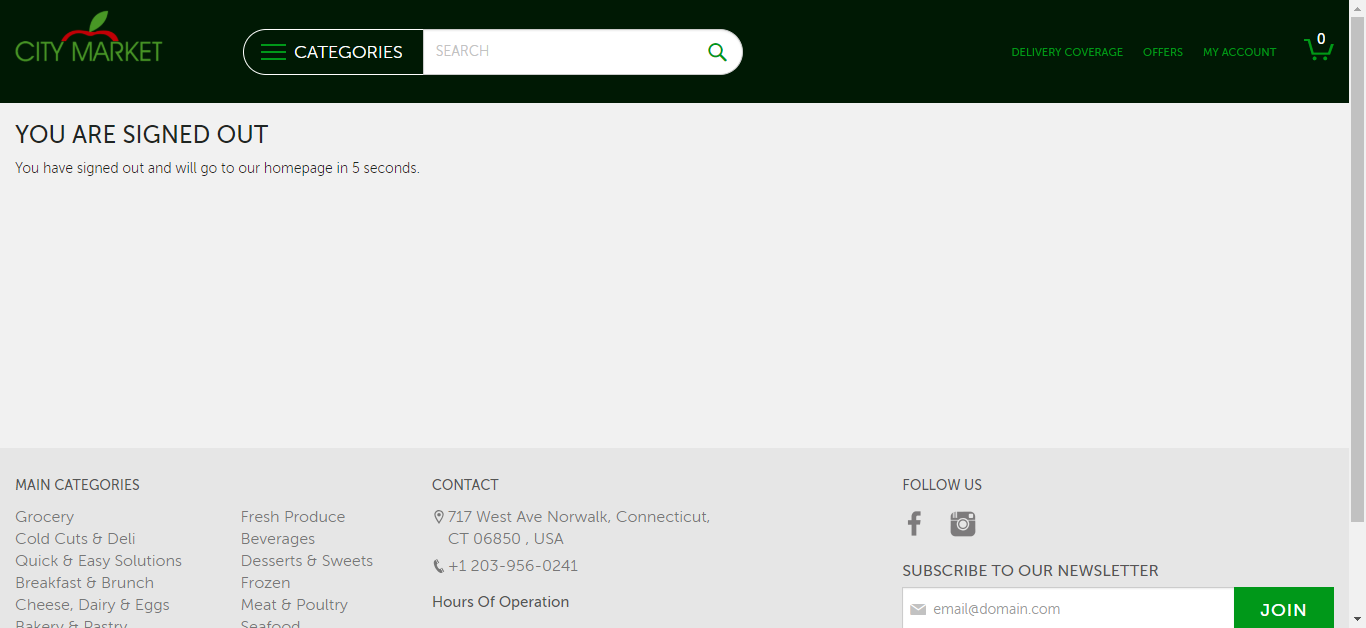 CITY MARKET
CATEGORIES
SEARCH
DELIVERY COVERAGE
OFFERS
MY ACCOUNT
0
YOU ARE SIGNED OUT
You have signed out and will go to our homepage in 5 seconds.
MAIN CATEGORIES
Grocery
Cold Cuts & Deli
Quick & Easy Solutions
Breakfast & Brunch
Cheese, Dairy & Eggs
Bakery & Pastry
Fresh Produce
Beverages
Desserts & Sweets
Frozen
Meat & Poultry
Seafood
CONTACT
717 West Ave Norwalk, Connecticut,
CT 06850 , USA
+1 203-956-0241
Hours Of Operation
FOLLOW US
SUBSCRIBE TO OUR NEWSLETTER
email@domain.com
JOIN